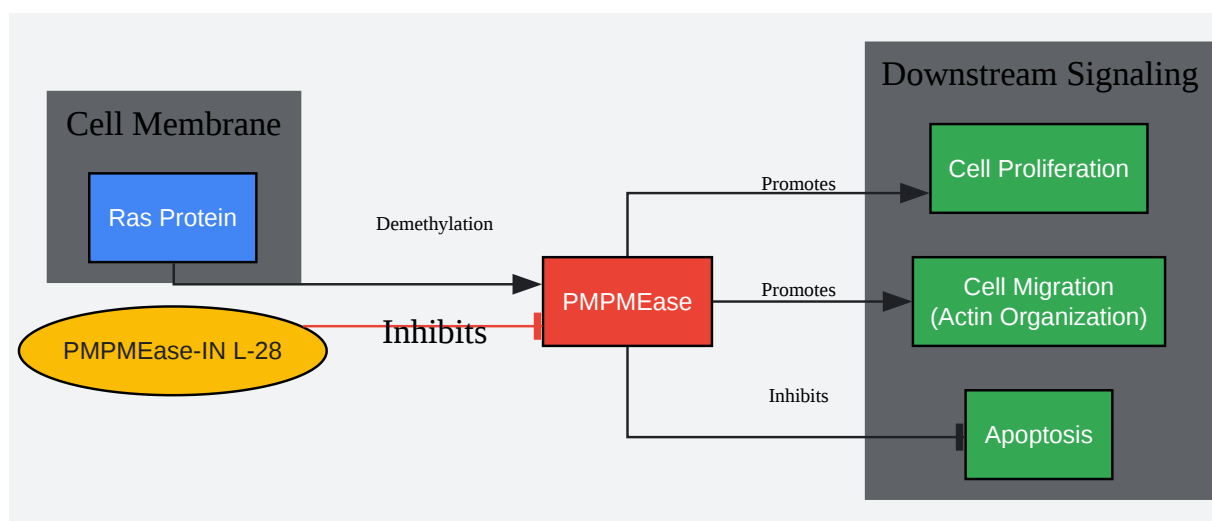 Downstream Signaling
Cell Membrane
Cell Proliferation
Promotes
Ras Protein
Demethylation
Cell Migration
(Actin Organization)
Promotes
PMPMEase
Inhibits
PMPMEase-IN L-28
Inhibits
Apoptosis